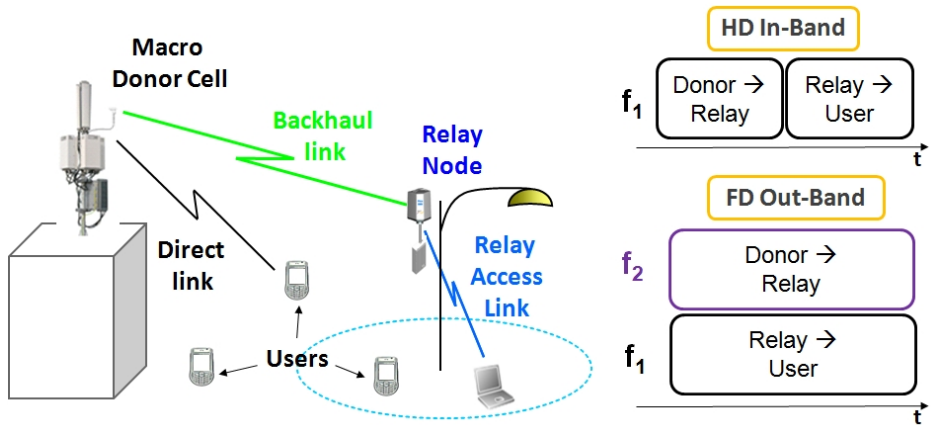 Macro
Donor Cell
Backhaul
link
Relay
Node
Direct
link
Relay
Access
Link
Users
HD In-Band
f1
Donor →
Relay
Relay →
User
t
FD Out-Band
f2
Donor →
Relay
f1
Relay →
User
t